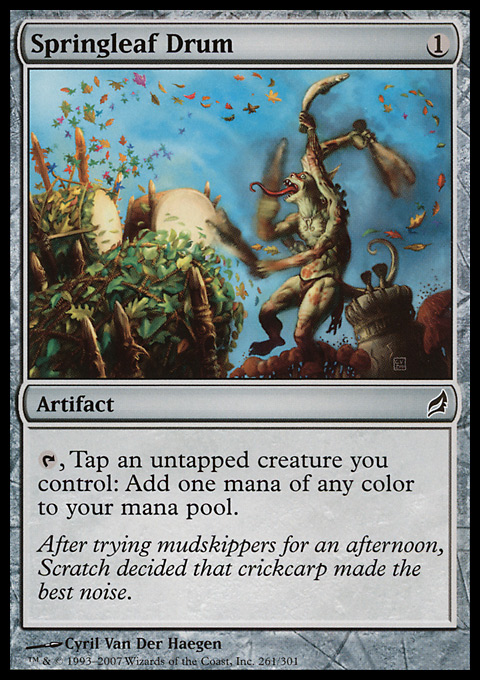 Springleaf Drum 1
Artifact
, Tap an untapped creature you
control: Add one mana of any color
to your mana pool.
After trying mudskippers for an afternoon,
Scratch decided that crickcarp made the
best noise.
Cyril Van Der Haegen
™ & © 1993–2007 Wizards of the Coast, Inc. 261/301